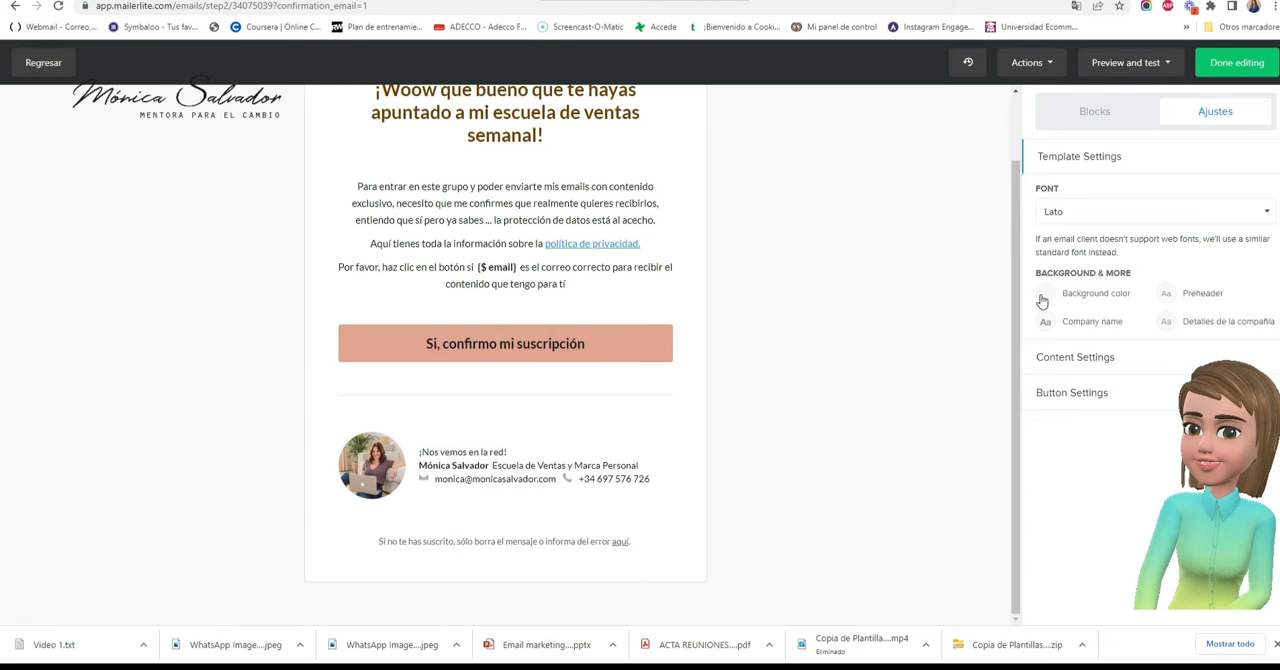 app.mailerlite.com/emails/step2/34075039?confirmation_email=1
Webmail - Correo,... Symbaloo - Tus fav... Coursera | Online C... Plan de entrenamie... ADECCO - Adecco F... Screencast-O-Matic Accede ¡Bienvenido a Cooki... Mi panel de control Instagram Engage... Universidad Ecomm... » Otros marcadore
Regresar Actions Preview and test Done editing
Mónica Salvador
MENTORA PARA EL CAMBIO
¡Woow que bueno que te hayas
apuntado a mi escuela de ventas
semanal!
Para entrar en este grupo y poder enviarte mis emails con contenido
exclusivo, necesito que me confirmes que realmente quieres recibirlos,
entiendo que sí pero ya sabes ... la protección de datos está al acecho.
Aquí tienes toda la información sobre la política de privacidad.
Por favor, haz clic en el botón si {$ email} es el correo correcto para recibir el
contenido que tengo para tí
Si, confirmo mi suscripción
¡Nos vemos en la red!
Mónica Salvador Escuela de Ventas y Marca Personal
monica@monicasalvador.com +34 697 576 726
Si no te has suscrito, sólo borra el mensaje o informa del error aquí.
Blocks Ajustes
Template Settings
FONT
Lato
If an email client doesn't support web fonts, we'll use a similar
standard font instead.
BACKGROUND & MORE
Background color Aa Preheader
Aa Company name Aa Detalles de la compañía
Content Settings
Button Settings
Video 1.txt WhatsApp Image....jpeg WhatsApp Image....jpeg Email marketing....pptx ACTA REUNIONES....pdf Copia de Plantilla....mp4 Copia de Plantillas....zip Mostrar todo
Eliminado